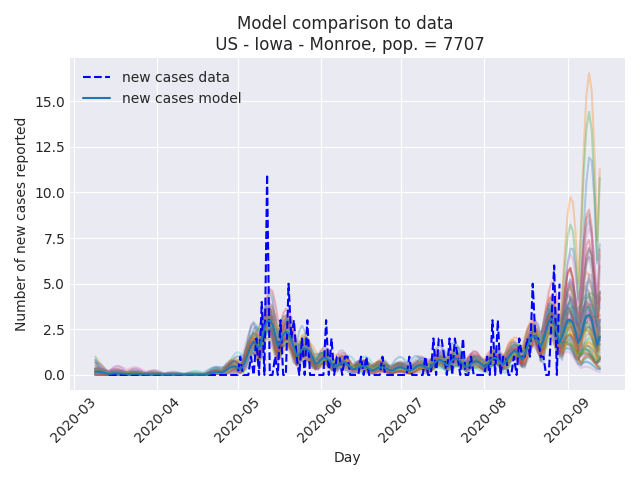 Model comparison to data
US - Iowa - Monroe, pop. = 7707
new cases data
new cases model
Number of new cases reported
15.0
12.5
10.0
7.5
5.0
2.5
0.0
2020-03
2020-04
2020-05
2020-06
2020-07
2020-08
2020-09
Day